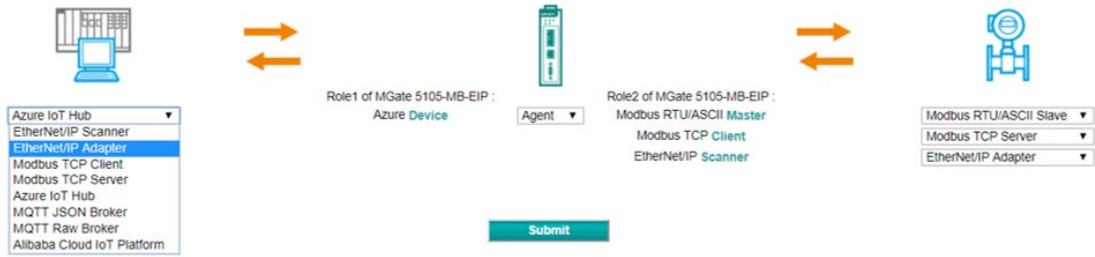 Role1 of MGate 5105-MB-EIP :
Role2 of MGate 5105-MB-EIP :
Azure IoT Hub
Azure Device
Agent
Modbus RTU/ASCII Master
Modbus RTU/ASCII Slave
EtherNet/IP Scanner
Modbus TCP Client
Modbus TCP Server
EtherNet/IP Adapter
EtherNet/IP Scanner
EtherNet/IP Adapter
Modbus TCP Client
Modbus TCP Server
Azure IoT Hub
MQTT JSON Broker
MQTT Raw Broker
Alibaba Cloud IoT Platform
Submit